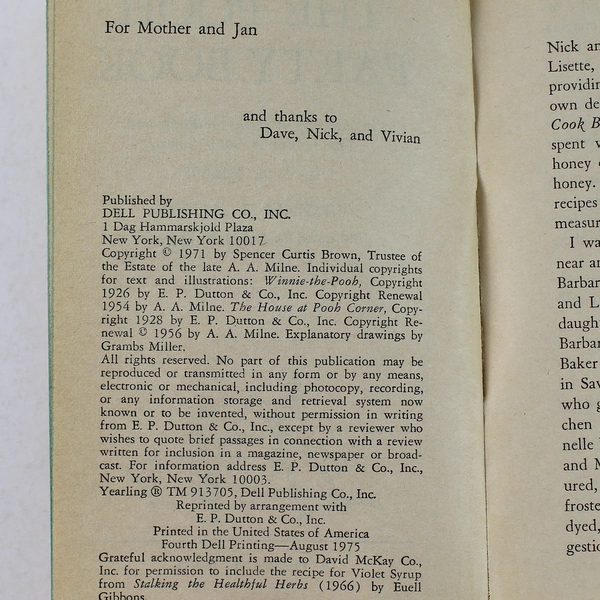 For Mother and Jan
and thanks to
Dave, Nick, and Vivian
Published by
DELL PUBLISHING CO., INC.
1 Dag Hammarskjold Plaza
New York, New York 10017
Copyright © 1971 by Spencer Curtis Brown, Trustee of
the Estate of the late A. A. Milne. Individual copyrights
for text and illustrations: Winnie-the-Pooh, Copyright
1926 by E. P. Dutton & Co., Inc. Copyright Renewal
1954 by A. A. Milne. The House at Pooh Corner, Copy-
right 1928 by E. P. Dutton & Co., Inc. Copyright Re-
newal © 1956 by A. A. Milne. Explanatory drawings by
Grambs Miller.
All rights reserved. No part of this publication may be
reproduced or transmitted in any form or by any means,
electronic or mechanical, including photocopy, recording,
or any information storage and retrieval system now
known or to be invented, without permission in writing
from E. P. Dutton & Co., Inc., except by a reviewer who
wishes to quote brief passages in connection with a review
written for inclusion in a magazine, newspaper or broad-
cast. For information address E. P. Dutton & Co., Inc.,
New York, New York 10003.
Yearling ® TM 913705, Dell Publishing Co., Inc.
Reprinted by arrangement with
E. P. Dutton & Co., Inc.
Printed in the United States of America
Fourth Dell Printing—August 1975
Grateful acknowledgment is made to David McKay Co.,
Inc. for permission to include the recipe for Violet Syrup
from Stalking the Healthful Herbs (1966) by Euell
Gibbons.
Nick an
Lisette,
providin
own de
Cook B
spent
honey
honey.
recipes
measur
I wa
near an
Barbar
and L
daugh
Barbar
Baker
in Sav
who g
chen
nelle
and M
ured,
froste
dyed,
gestio